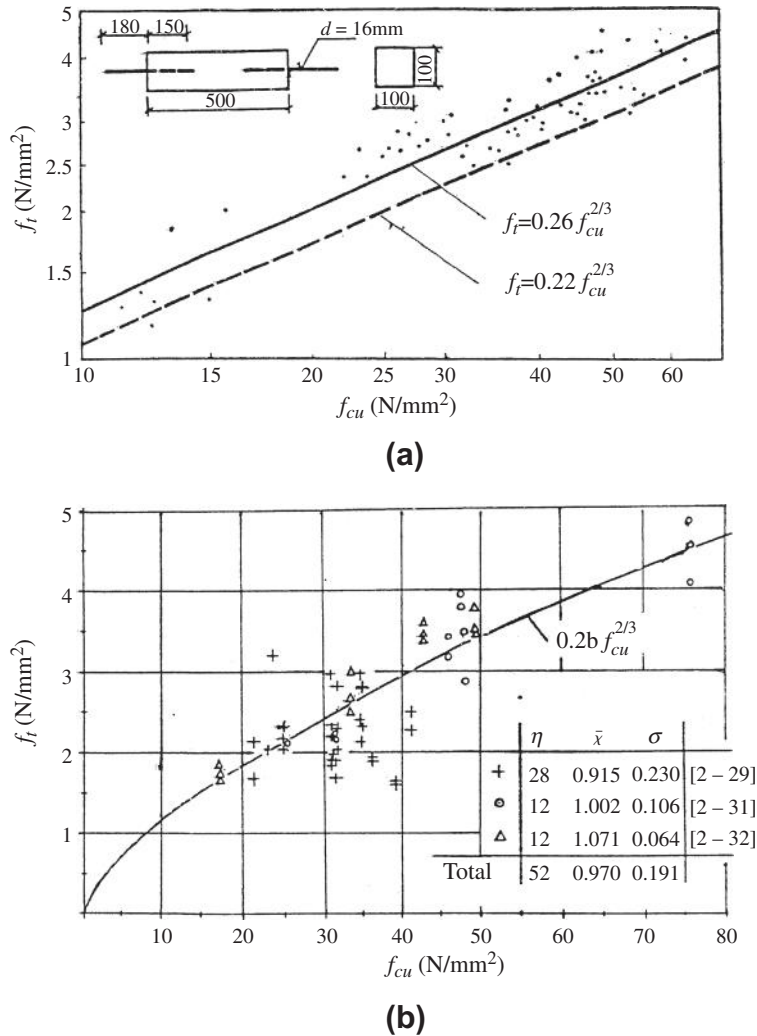 5
180 150
d = 16mm
4
100
500
100
3
f_t (N/mm²)
2.5
2
f_t=0.26 f_cu^2/3
f_t=0.22 f_cu^2/3
1.5
1
10 15 20 25 30 40 50 60
f_cu (N/mm²)
(a)
5
4
0.2b f_cu^2/3
3
f_t (N/mm²)
η x̄ σ
2
+ 28 0.915 0.230 [2 – 29]
12 1.002 0.106 [2 – 31]
1
△ 12 1.071 0.064 [2 – 32]
Total 52 0.970 0.191
0
10 20 30 40 50 60 70 80
f_cu (N/mm²)
(b)